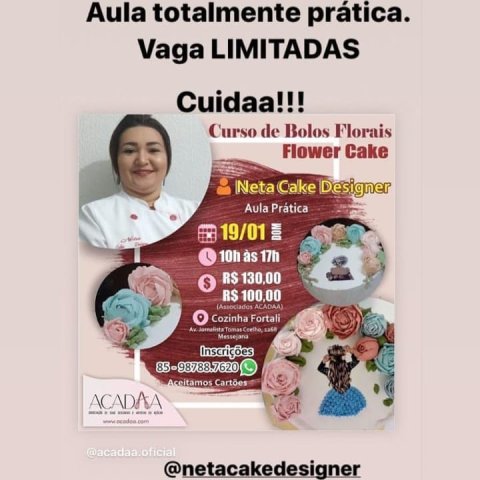 Aula totalmente prática.
Vaga LIMITADAS
Cuidaa!!!
Curso de Bolos Florais
Flower Cake
Neta Cake Designer
Aula Prática
19/01 DOM
10h às 17h
R$ 130,00
R$ 100,00
(Associados ACADAA)
Cozinha Fortali
Av. Jornalista Tomas Coelho, 1268
Messejana
Inscrições
85 - 98788.7620
Aceitamos Cartões
ACADAA
www.acadaa.com
@acadaa.oficial
@netacakedesigner